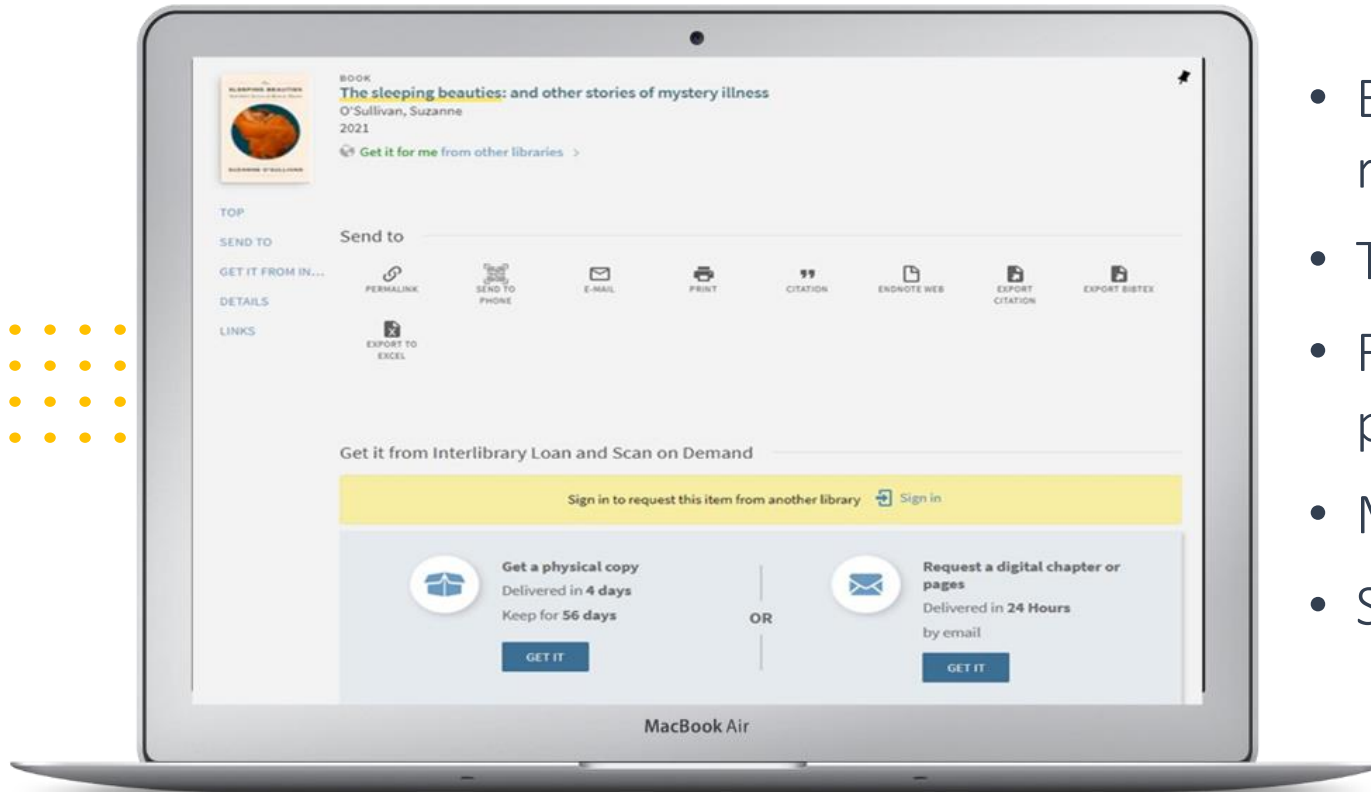 BOOK
The sleeping beauties: and other stories of mystery illness
O'Sullivan, Suzanne
2021
Get it for me from other libraries >
SLEEPING BEAUTIES
SUZANNE O'SULLIVAN
TOP
SEND TO
GET IT FROM IN...
DETAILS
LINKS
Send to
PERMALINK
SEND TO
PHONE
E-MAIL
PRINT
CITATION
ENDNOTE WEB
EXPORT
CITATION
EXPORT BIBTEX
EXPORT TO
EXCEL
Get it from Interlibrary Loan and Scan on Demand
Sign in to request this item from another library Sign in
Get a physical copy
Delivered in 4 days
Keep for 56 days
GET IT
OR
Request a digital chapter or
pages
Delivered in 24 Hours
by email
GET IT
MacBook Air